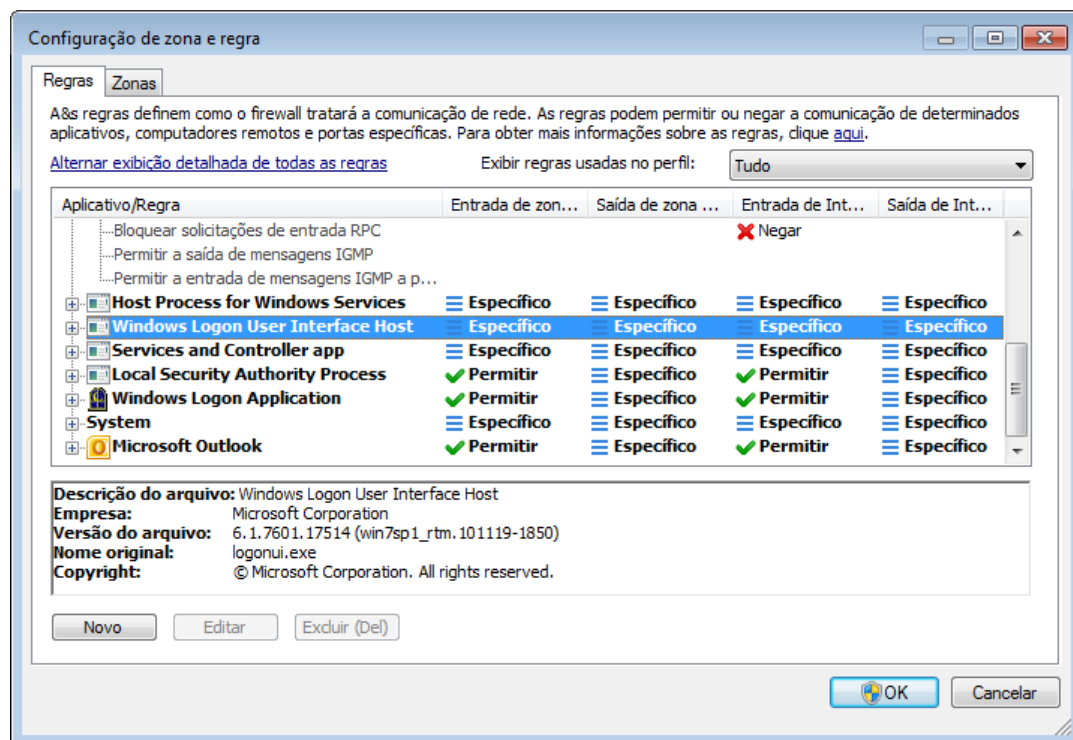 Configuração de zona e regra
Regras Zonas
A&s regras definem como o firewall tratará a comunicação de rede. As regras podem permitir ou negar a comunicação de determinados
aplicativos, computadores remotos e portas específicas. Para obter mais informações sobre as regras, clique aqui.
Alternar exibição detalhada de todas as regras Exibir regras usadas no perfil: Tudo
Aplicativo/Regra Entrada de zon... Saída de zona ... Entrada de Int... Saída de Int...
Bloquear solicitações de entrada RPC Negar
Permitir a saída de mensagens IGMP
Permitir a entrada de mensagens IGMP a p...
Host Process for Windows Services Específico Específico Específico Específico
Windows Logon User Interface Host Específico Específico Específico Específico
Services and Controller app Específico Específico Específico Específico
Local Security Authority Process Permitir Específico Permitir Específico
Windows Logon Application Permitir Específico Permitir Específico
System Específico Específico Específico Específico
Microsoft Outlook Permitir Específico Permitir Específico
Descrição do arquivo: Windows Logon User Interface Host
Empresa: Microsoft Corporation
Versão do arquivo: 6.1.7601.17514 (win7sp1_rtm.101119-1850)
Nome original: logonui.exe
Copyright: © Microsoft Corporation. All rights reserved.
Novo Editar Excluir (Del)
OK Cancelar